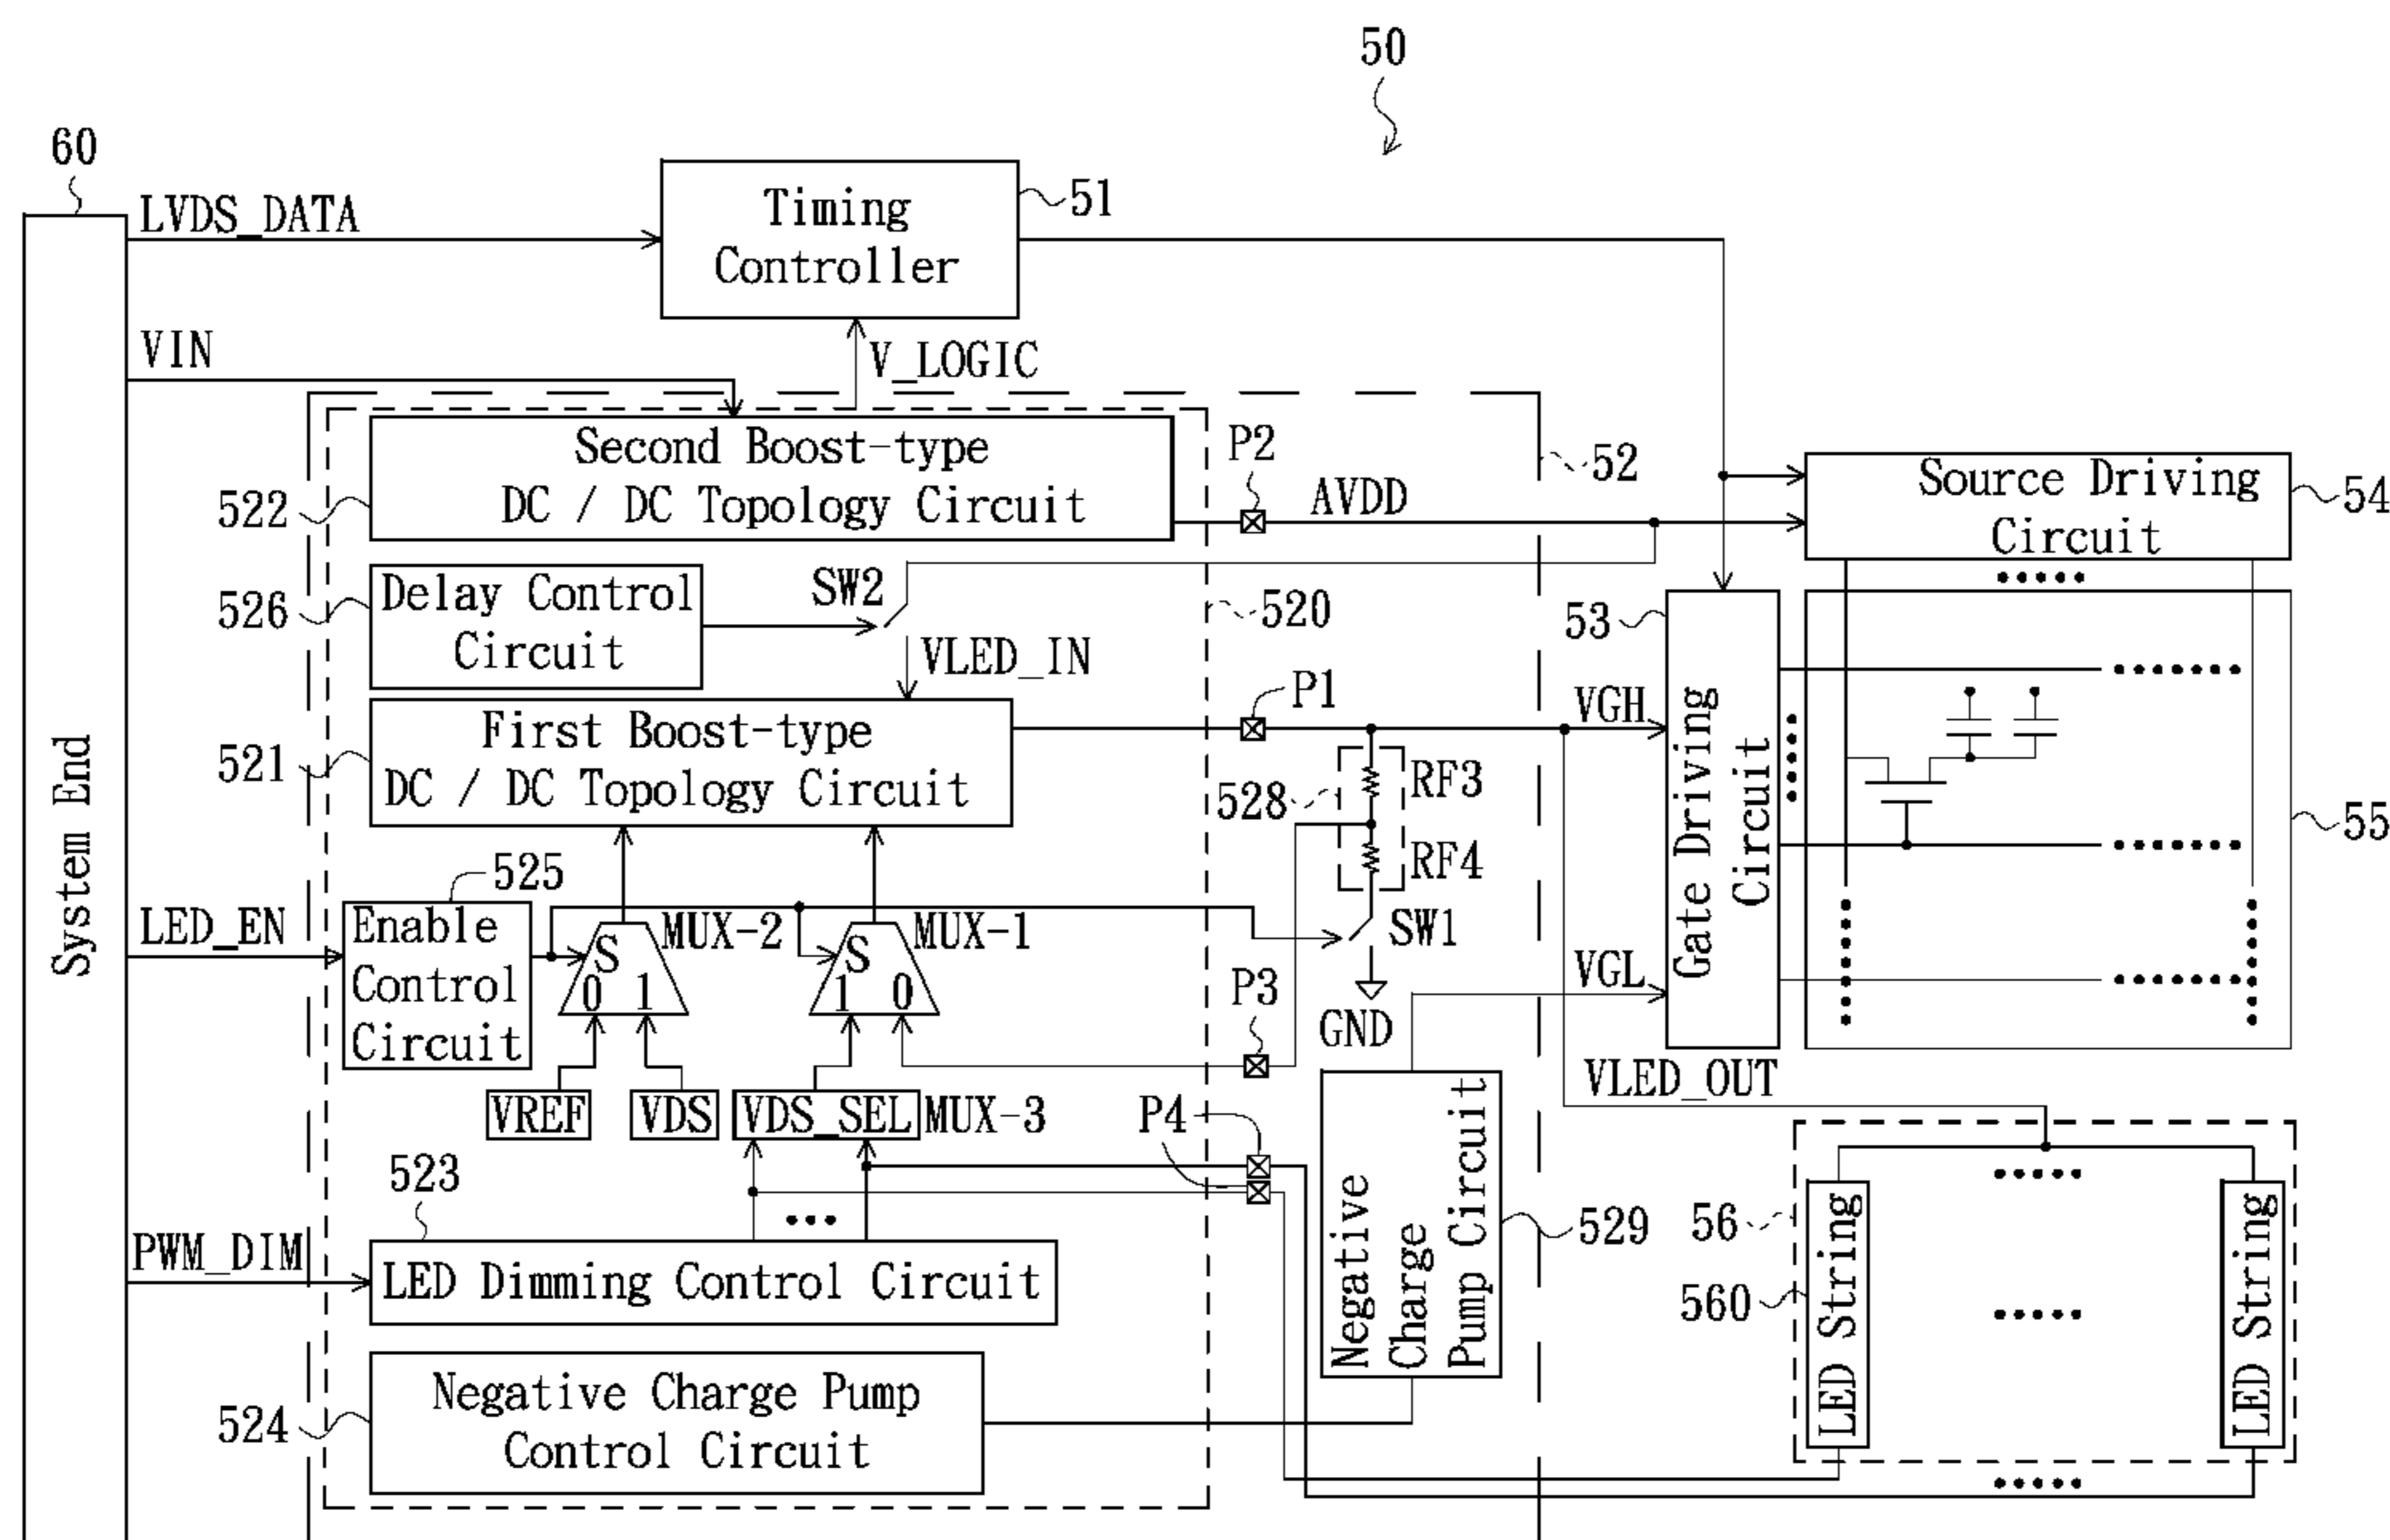 50
60
LVDS_DATA
Timing
Controller
51
VIN
V_LOGIC
Second Boost-type
DC / DC Topology Circuit
522
P2
AVDD
52
Source Driving
Circuit
54
Delay Control
Circuit
526
SW2
520
VLED_IN
53
P1
VGH
First Boost-type
DC / DC Topology Circuit
521
528
RF3
RF4
Gate Driving
Circuit
55
System End
525
LED_EN
Enable
Control
Circuit
S
0 1
MUX-2
S
1 0
MUX-1
SW1
GND
VGL
P3
VREF
VDS
VDS_SEL
MUX-3
P4
VLED_OUT
523
PWM_DIM
LED Dimming Control Circuit
Negative
Charge
Pump Circuit
529
56
560
LED String
LED String
Negative Charge Pump
Control Circuit
524